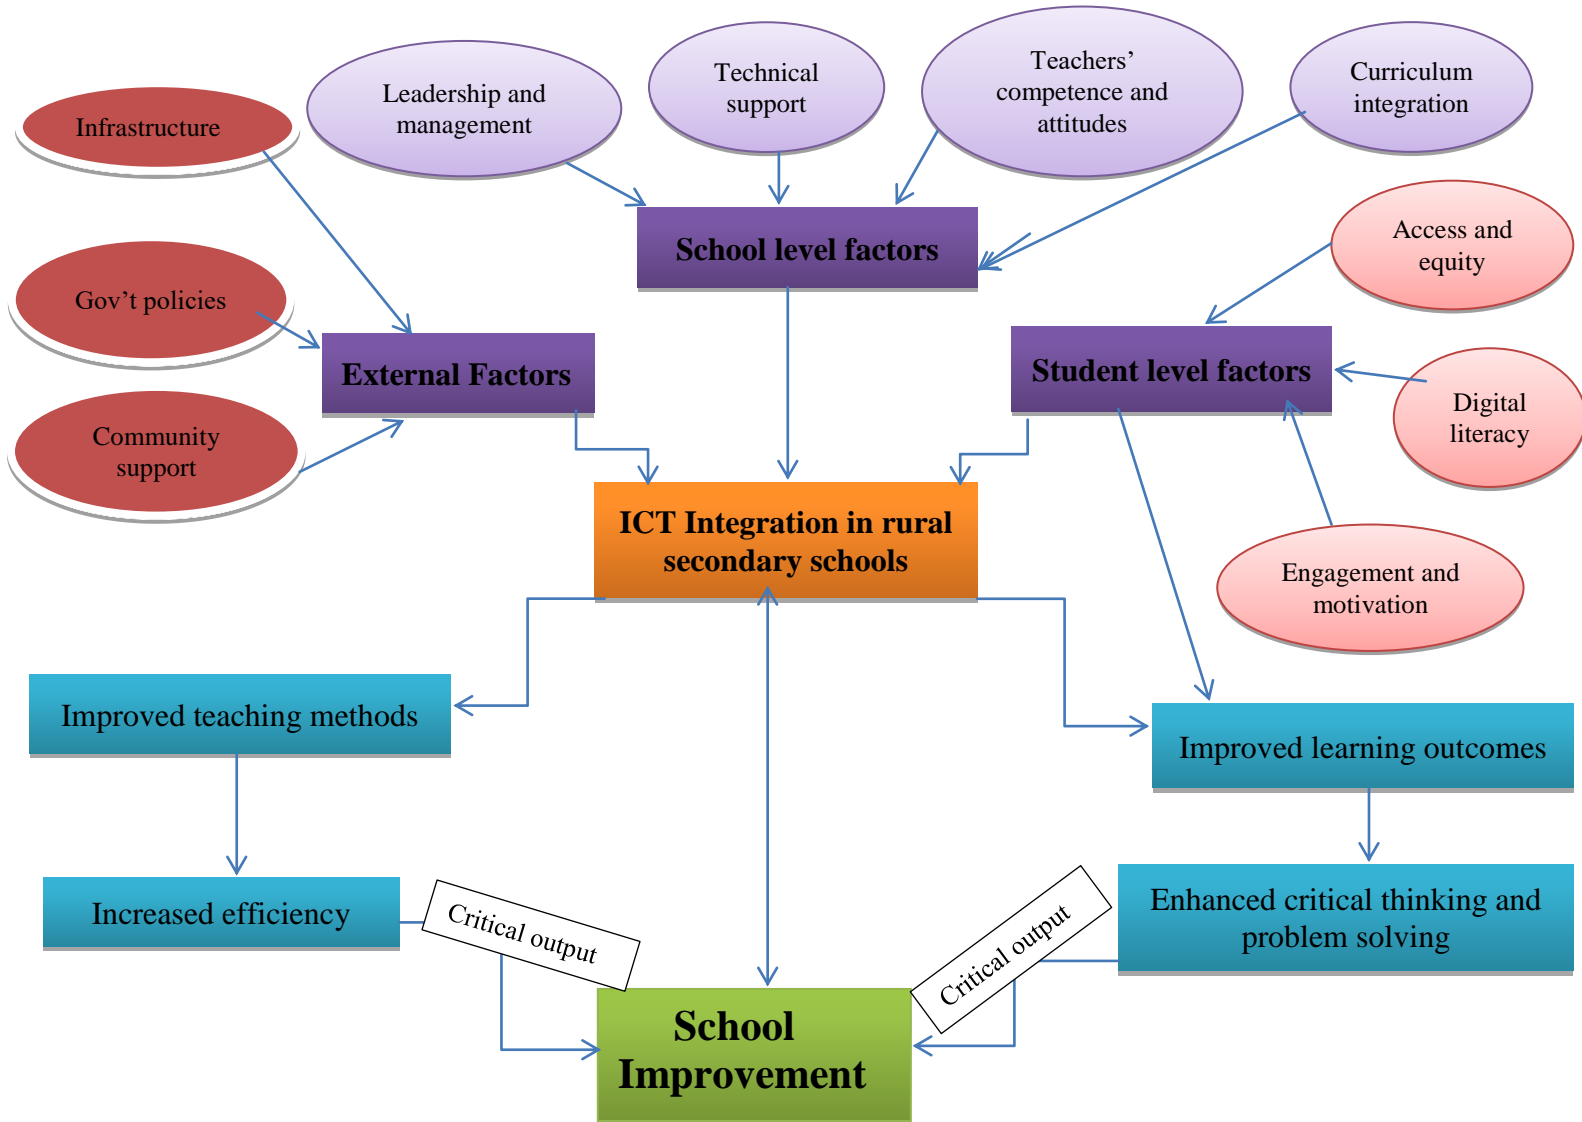 Leadership and
management
Technical
support
Teachers’
competence and
attitudes
Curriculum
integration
Infrastructure
School level factors
Access and
equity
Gov’t policies
External Factors
Student level factors
Digital
literacy
Community
support
ICT Integration in rural
secondary schools
Engagement and
motivation
Improved teaching methods
Improved learning outcomes
Increased efficiency
Critical output
Critical output
Enhanced critical thinking and
problem solving
School
Improvement